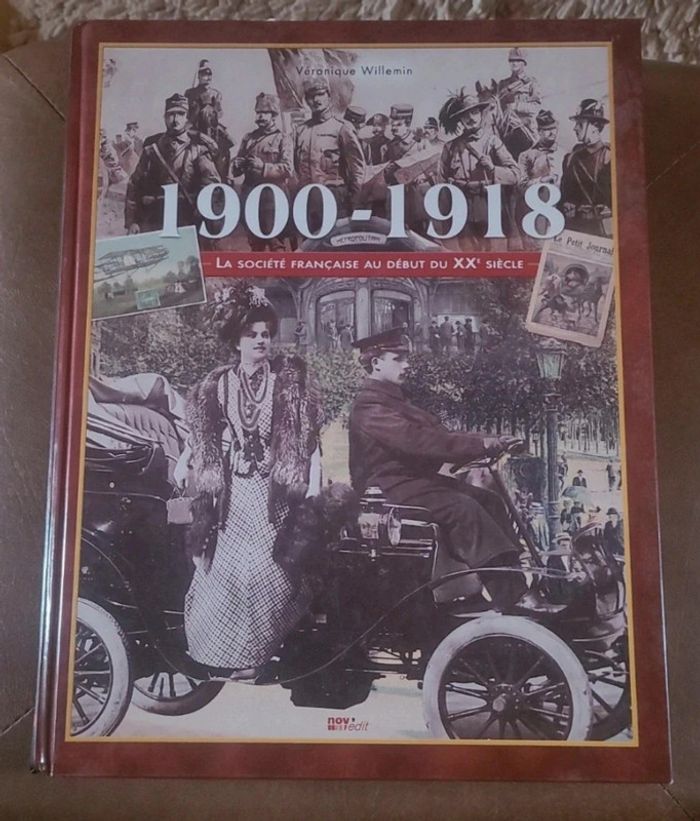 Véronique Willemin
1900-1918
METROPOLITAIN
Le Petit Journal
LA SOCIÉTÉ FRANÇAISE AU DÉBUT DU XXᵉ SIÈCLE
nov'
edit